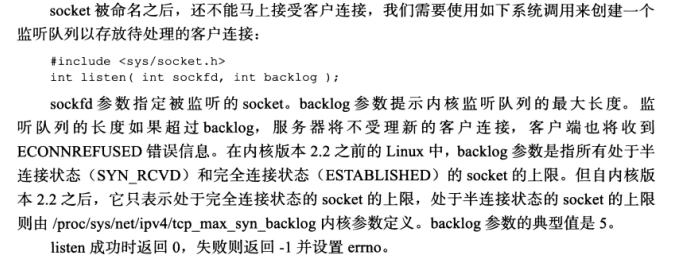 socket 被命名之后，还不能马上接受客户连接，我们需要使用如下系统调用来创建一个
监听队列以存放待处理的客户连接：
#include <sys/socket.h>
int listen( int sockfd, int backlog );
sockfd 参数指定被监听的 socket。backlog 参数提示内核监听队列的最大长度。监
听队列的长度如果超过 backlog，服务器将不受理新的客户连接，客户端也将收到
ECONNREFUSED 错误信息。在内核版本 2.2 之前的 Linux 中，backlog 参数是指所有处于半
连接状态（SYN_RCVD）和完全连接状态（ESTABLISHED）的 socket 的上限。但自内核版
本 2.2 之后，它只表示处于完全连接状态的 socket 的上限，处于半连接状态的 socket 的上限
则由 /proc/sys/net/ipv4/tcp_max_syn_backlog 内核参数定义。backlog 参数的典型值是 5。
listen 成功时返回 0，失败则返回 -1 并设置 errno。